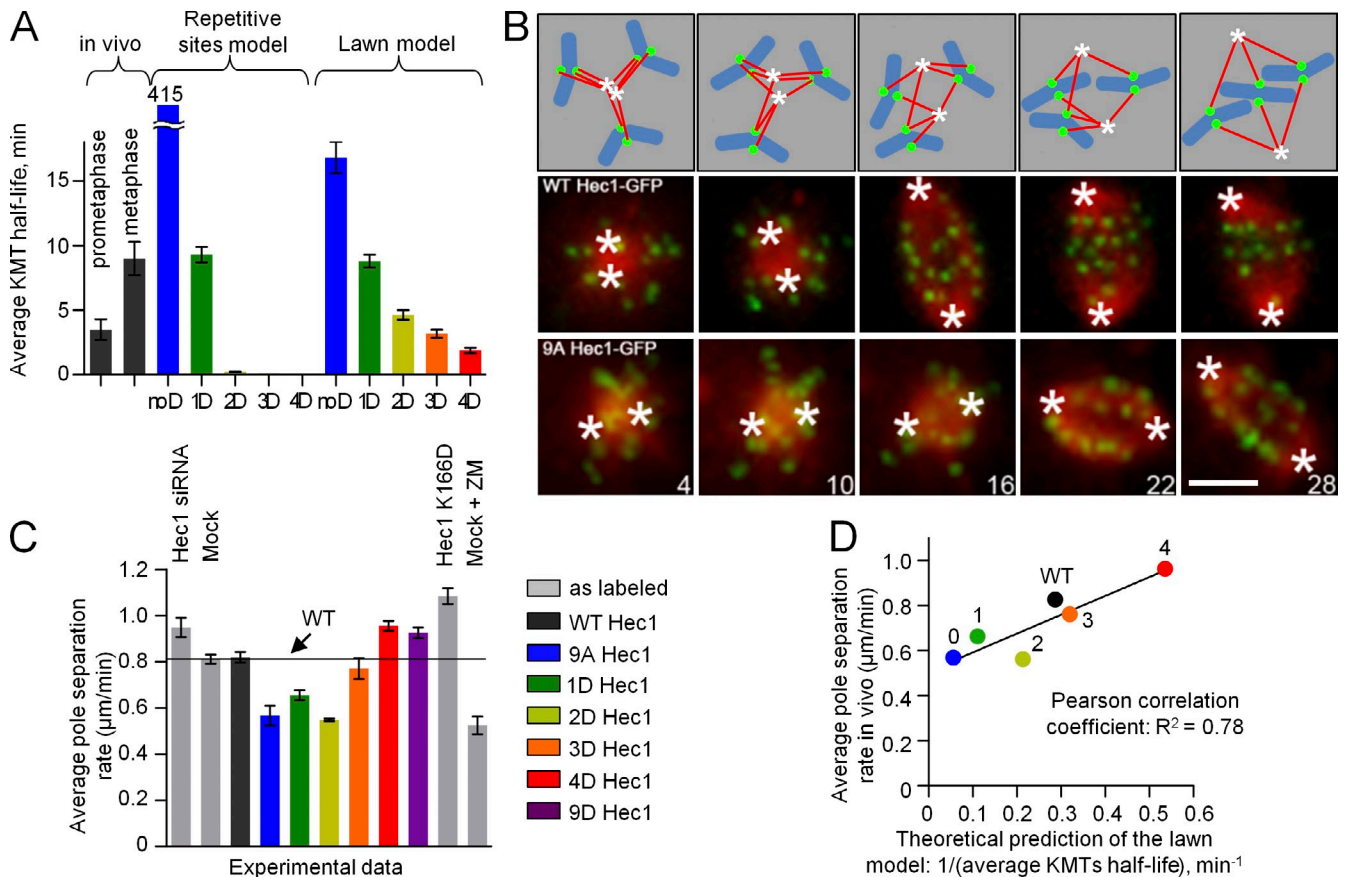 A
in vivo
Repetitive
sites model
Lawn model
415
Average KMT half-life, min
15
10
5
0
prometaphase
metaphase
noD
1D
2D
3D
4D
noD
1D
2D
3D
4D
B
WT Hec1-GFP
9A Hec1-GFP
4
10
16
22
28
C
Hec1 siRNA
Mock
Hec1 K166D
Mock + ZM
Average pole separation
rate (µm/min)
1.2
1.0
0.8
0.6
0.4
0.2
0
WT
Experimental data
as labeled
WT Hec1
9A Hec1
1D Hec1
2D Hec1
3D Hec1
4D Hec1
9D Hec1
D
Average pole separation
rate in vivo (µm/min)
1.0
0.8
0.6
0.4
0.2
0
0
1
2
WT
3
4
Pearson correlation
coefficient: R² = 0.78
0
0.1
0.2
0.3
0.4
0.5
0.6
Theoretical prediction of the lawn
model: 1/(average KMTs half-life), min⁻¹